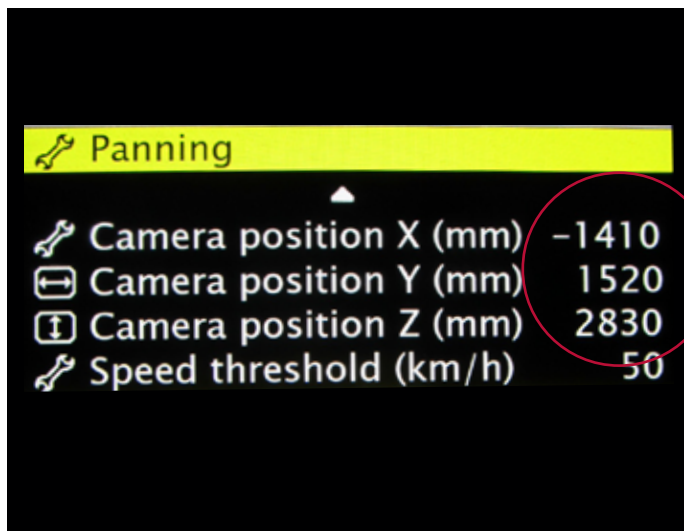 Panning
Camera position X (mm) -1410
Camera position Y (mm) 1520
Camera position Z (mm) 2830
Speed threshold (km/h) 50